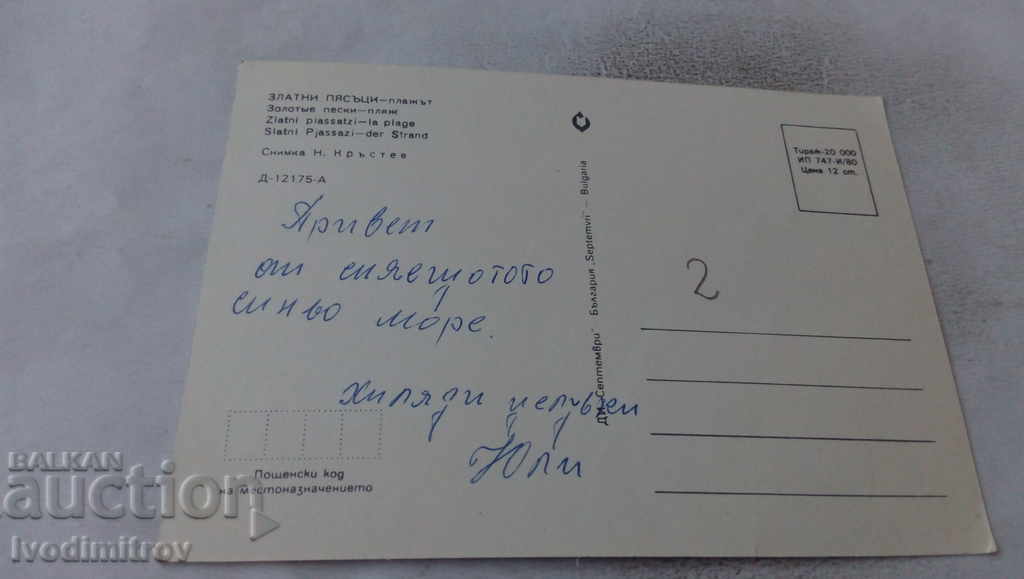 ЗЛАТНИ ПЯСЪЦИ—плажът
Золотые пески—пляж
Zlatni piassatzi—la plage
Slatni Pjassazi—der Strand
Снимка Н. Кръстев
Д-12175-А
Привет
от спящотото
синьо море.
хиляди целувки
Юли
Пощенски код
на местоназначението
ДИ „Септември" България „Septemvri" — Bulgaria
Тираж-20 000
ИП 747-И/80
Цена 12 ст.
2
BALKAN
auction
Ivodimitrov